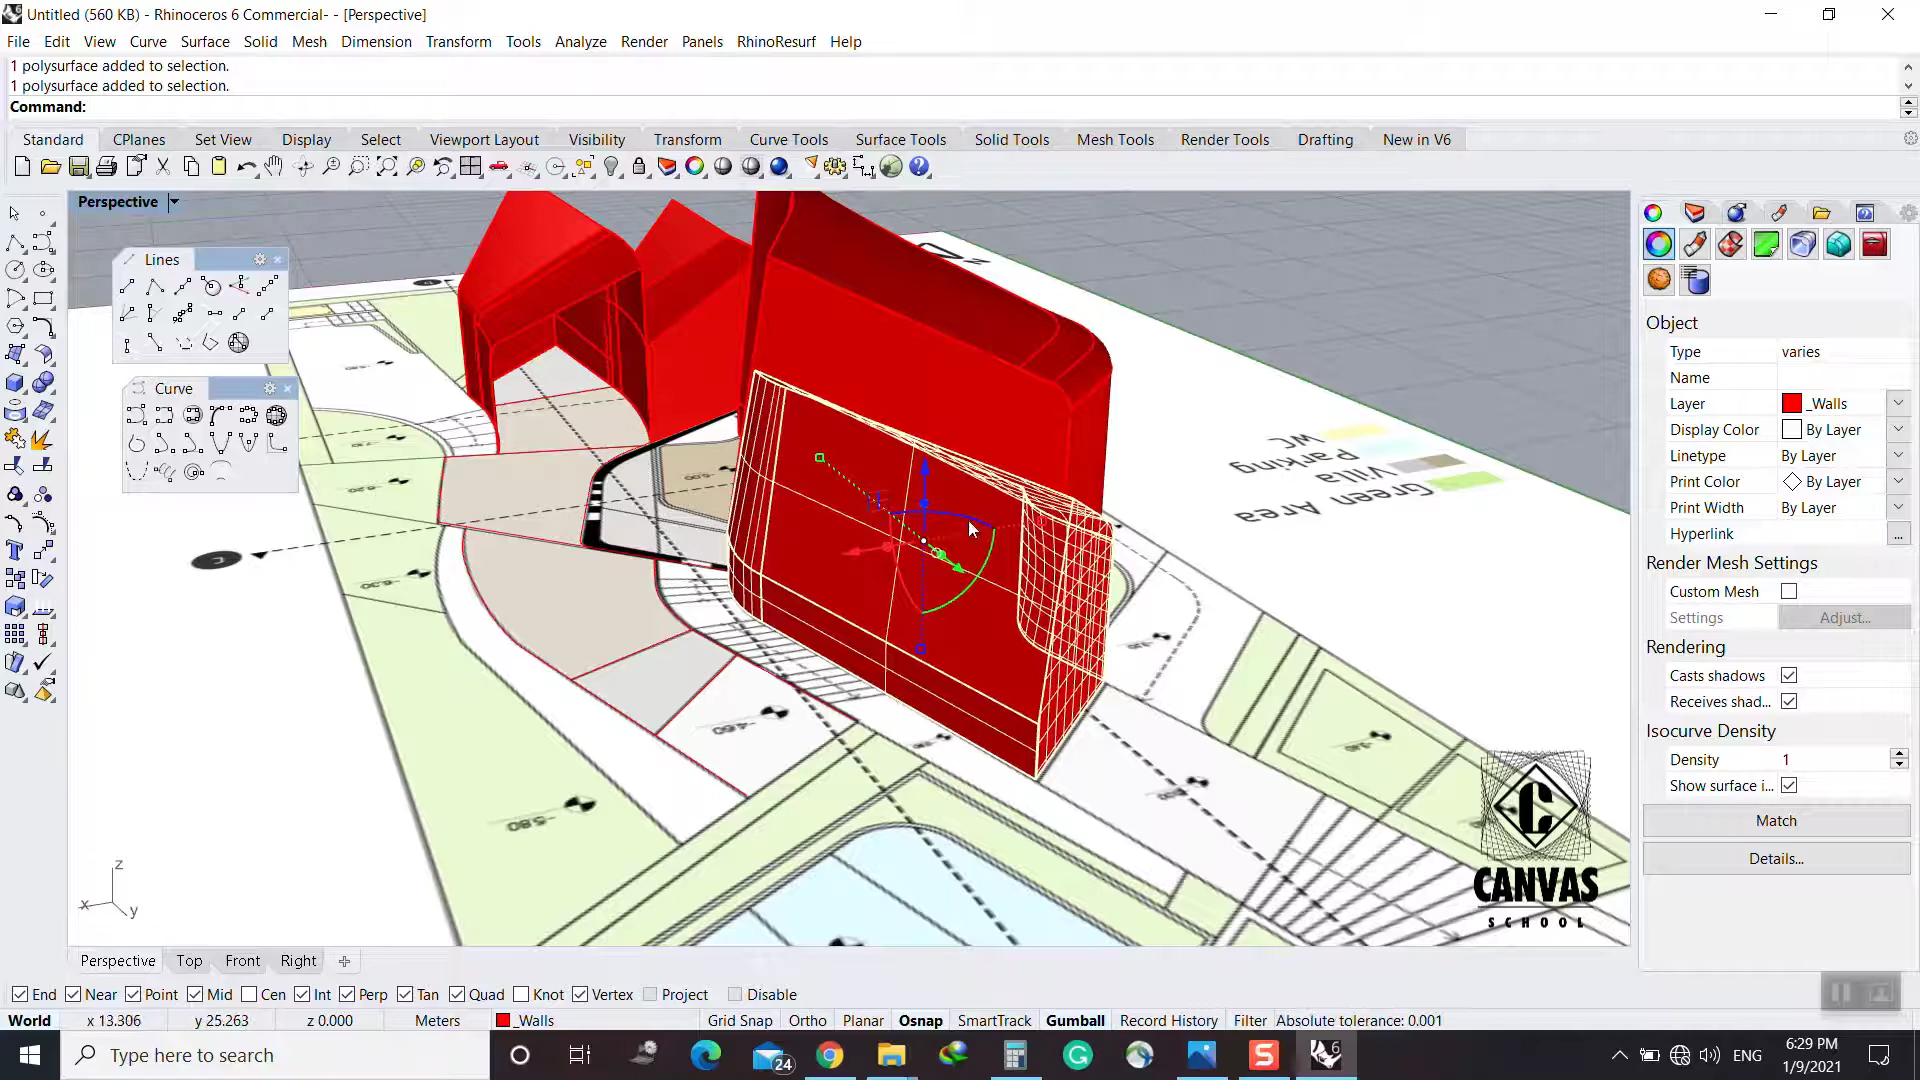 Untitled (560 KB) - Rhinoceros 6 Commercial- - [Perspective]
File Edit View Curve Surface Solid Mesh Dimension Transform Tools Analyze Render Panels RhinoResurf Help
1 polysurface added to selection.
1 polysurface added to selection.
Command:
Standard CPlanes Set View Display Select Viewport Layout Visibility Transform Curve Tools Surface Tools Solid Tools Mesh Tools Render Tools Drafting New in V6
Perspective
Lines
Curve
WC
Parking
Villa
Green Area
-4.60
-5.80
z
x
y
Object
Type varies
Name
Layer _Walls
Display Color By Layer
Linetype By Layer
Print Color By Layer
Print Width By Layer
Hyperlink ...
Render Mesh Settings
Custom Mesh
Settings Adjust...
Rendering
Casts shadows
Receives shad...
Isocurve Density
Density 1
Show surface i...
Match
Details...
CANVAS
SCHOOL
Perspective Top Front Right
End Near Point Mid Cen Int Perp Tan Quad Knot Vertex Project Disable
World x 13.306 y 25.263 z 0.000 Meters _Walls Grid Snap Ortho Planar Osnap SmartTrack Gumball Record History Filter Absolute tolerance: 0.001
Type here to search
24
6
ENG
6:29 PM
1/9/2021